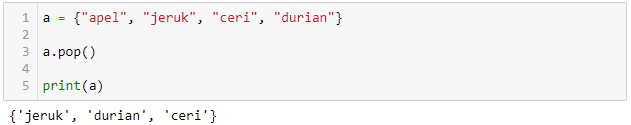 1 a = {"apel", "jeruk", "ceri", "durian"}
2
3 a.pop()
4
5 print(a)
{'jeruk', 'durian', 'ceri'}